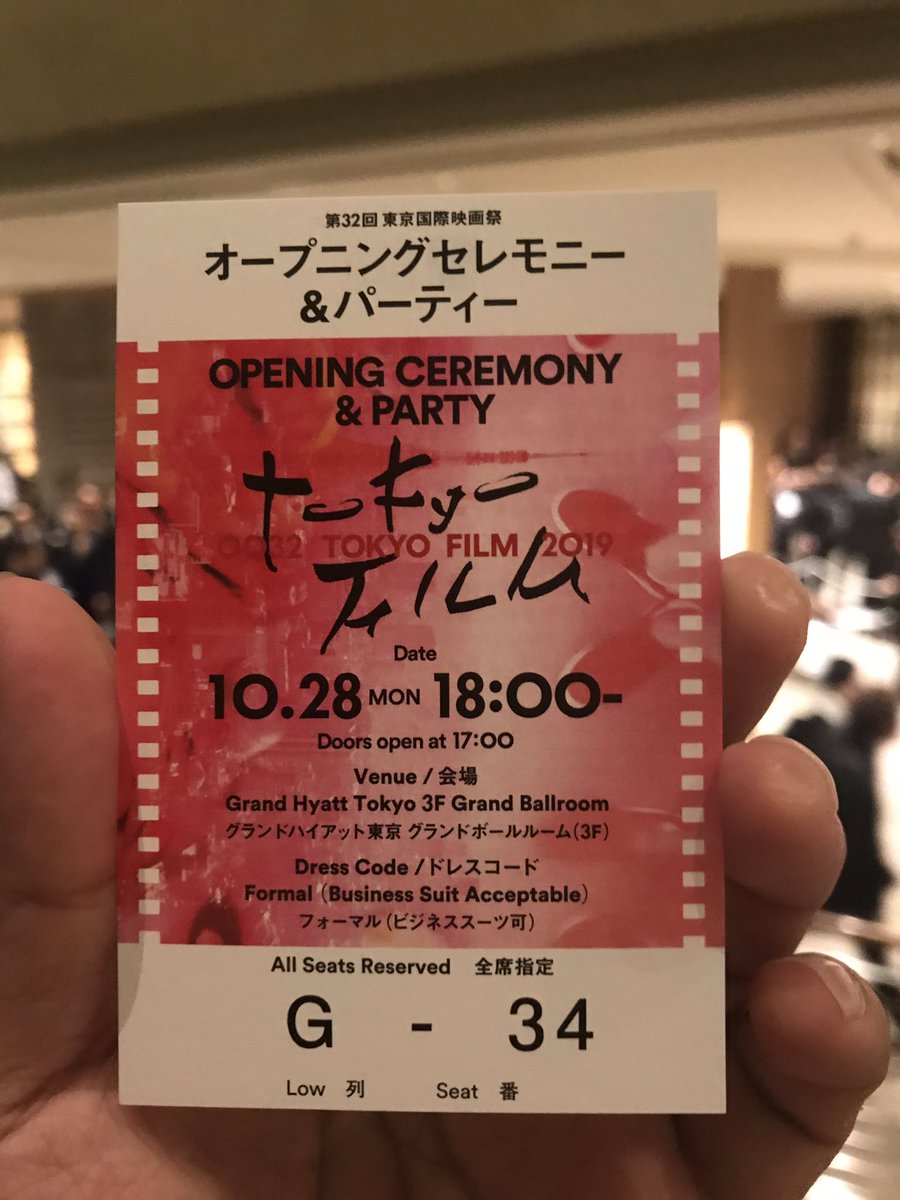 第32回 東京国際映画祭
オープニングセレモニー
&パーティー
OPENING CEREMONY
& PARTY
tokyo
0032 TOKYO FILM 2019
フィルム
Date
10.28 MON 18:00-
Doors open at 17:00
Venue / 会場
Grand Hyatt Tokyo 3F Grand Ballroom
グランドハイアット東京 グランドボールルーム(3F)
Dress Code / ドレスコード
Formal (Business Suit Acceptable)
フォーマル(ビジネススーツ可)
All Seats Reserved 全席指定
G - 34
Low 列 Seat 番